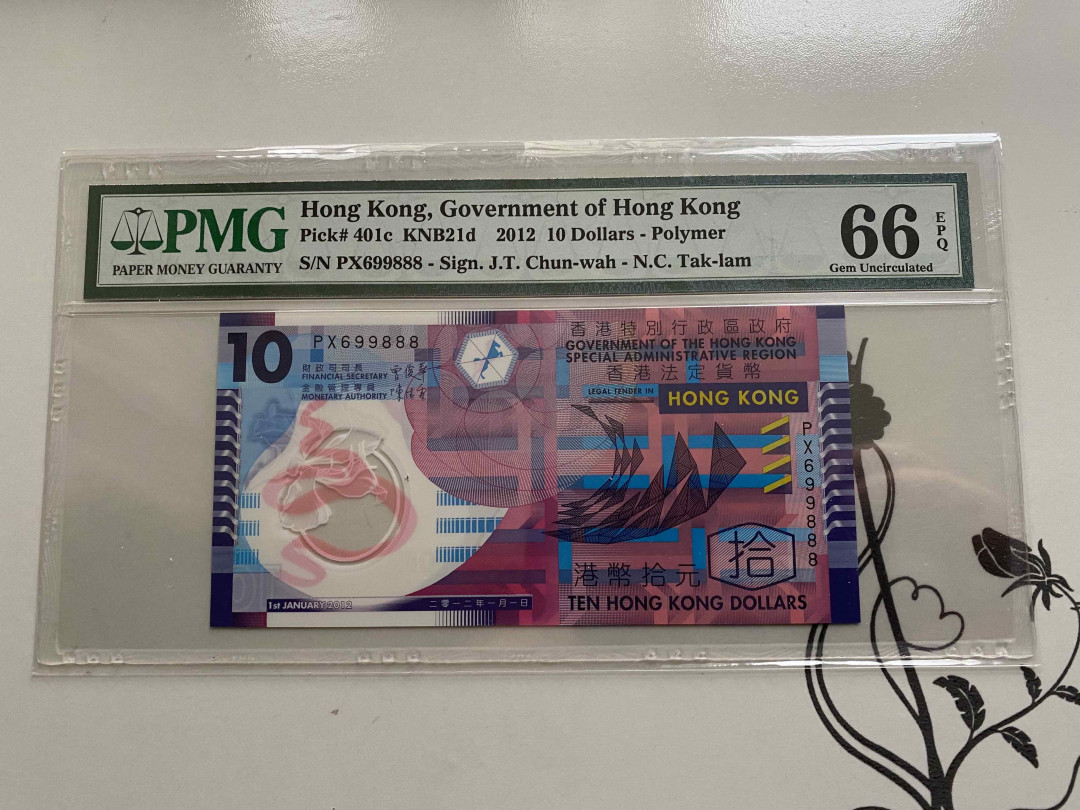 PMG
PAPER MONEY GUARANTY
Hong Kong, Government of Hong Kong
Pick# 401c KNB21d 2012 10 Dollars - Polymer
S/N PX699888 - Sign. J.T. Chun-wah - N.C. Tak-lam
66
EPQ
Gem Uncirculated
10
PX699888
財政司司長
FINANCIAL SECRETARY
金融管理專員
MONETARY AUTHORITY
香港特別行政區政府
GOVERNMENT OF THE HONG KONG
SPECIAL ADMINISTRATIVE REGION
香港法定貨幣
LEGAL TENDER IN
HONG KONG
PX699888
拾
港幣拾元
TEN HONG KONG DOLLARS
1st JANUARY 2012
二零一二年一月一日